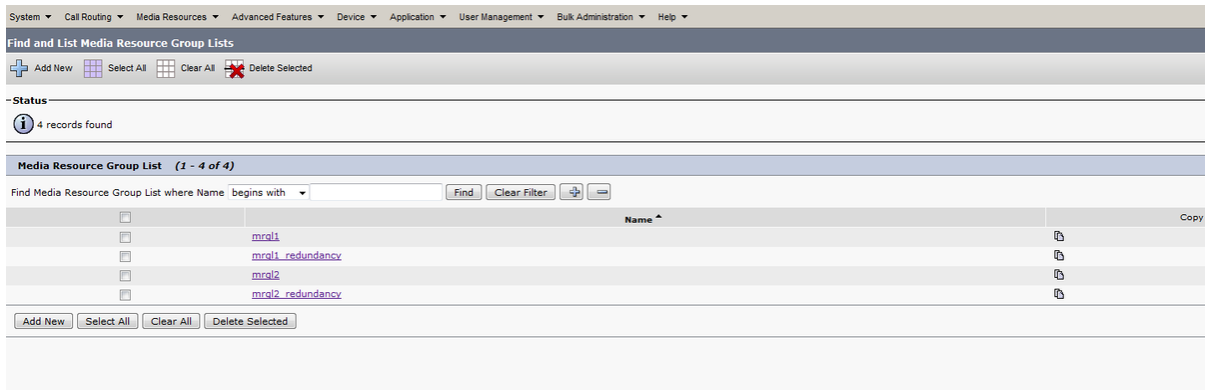 System Call Routing Media Resources Advanced Features Device Application User Management Bulk Administration Help
Find and List Media Resource Group Lists
Add New Select All Clear All Delete Selected
Status
4 records found
Media Resource Group List (1 - 4 of 4)
Find Media Resource Group List where Name begins with Find Clear Filter
Name Copy
mrgl1
mrgl1_redundancy
mrgl2
mrgl2_redundancy
Add New Select All Clear All Delete Selected